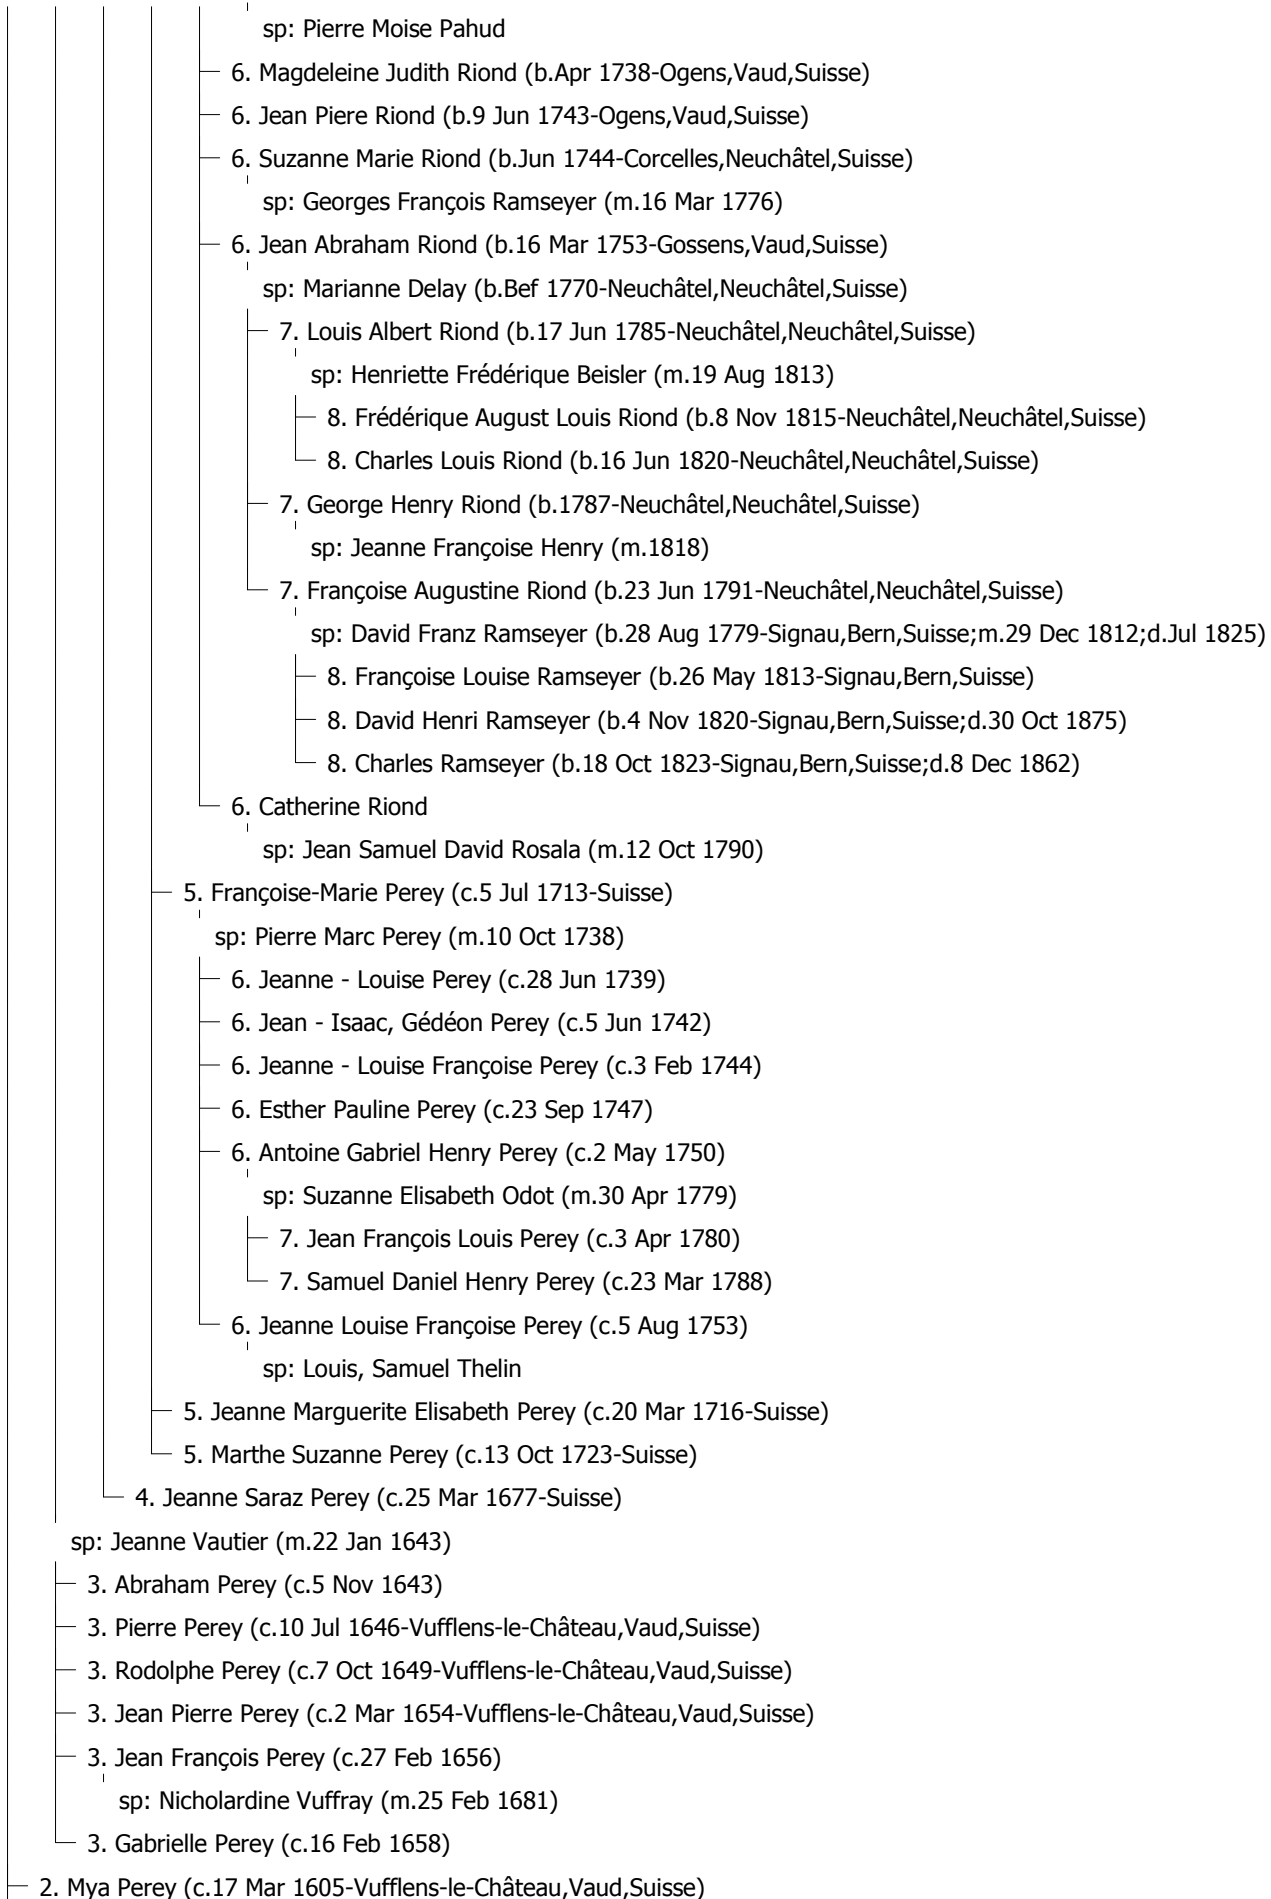 sp: Pierre Moise Pahud
6. Magdeleine Judith Riond (b.Apr 1738-Ogens,Vaud,Suisse)
6. Jean Piere Riond (b.9 Jun 1743-Ogens,Vaud,Suisse)
6. Suzanne Marie Riond (b.Jun 1744-Corcelles,Neuchâtel,Suisse)
sp: Georges François Ramseyer (m.16 Mar 1776)
6. Jean Abraham Riond (b.16 Mar 1753-Gossens,Vaud,Suisse)
sp: Marianne Delay (b.Bef 1770-Neuchâtel,Neuchâtel,Suisse)
7. Louis Albert Riond (b.17 Jun 1785-Neuchâtel,Neuchâtel,Suisse)
sp: Henriette Frédérique Beisler (m.19 Aug 1813)
8. Frédérique August Louis Riond (b.8 Nov 1815-Neuchâtel,Neuchâtel,Suisse)
8. Charles Louis Riond (b.16 Jun 1820-Neuchâtel,Neuchâtel,Suisse)
7. George Henry Riond (b.1787-Neuchâtel,Neuchâtel,Suisse)
sp: Jeanne Françoise Henry (m.1818)
7. Françoise Augustine Riond (b.23 Jun 1791-Neuchâtel,Neuchâtel,Suisse)
sp: David Franz Ramseyer (b.28 Aug 1779-Signau,Bern,Suisse;m.29 Dec 1812;d.Jul 1825)
8. Françoise Louise Ramseyer (b.26 May 1813-Signau,Bern,Suisse)
8. David Henri Ramseyer (b.4 Nov 1820-Signau,Bern,Suisse;d.30 Oct 1875)
8. Charles Ramseyer (b.18 Oct 1823-Signau,Bern,Suisse;d.8 Dec 1862)
6. Catherine Riond
sp: Jean Samuel David Rosala (m.12 Oct 1790)
5. Françoise-Marie Perey (c.5 Jul 1713-Suisse)
sp: Pierre Marc Perey (m.10 Oct 1738)
6. Jeanne - Louise Perey (c.28 Jun 1739)
6. Jean - Isaac, Gédéon Perey (c.5 Jun 1742)
6. Jeanne - Louise Françoise Perey (c.3 Feb 1744)
6. Esther Pauline Perey (c.23 Sep 1747)
6. Antoine Gabriel Henry Perey (c.2 May 1750)
sp: Suzanne Elisabeth Odot (m.30 Apr 1779)
7. Jean François Louis Perey (c.3 Apr 1780)
7. Samuel Daniel Henry Perey (c.23 Mar 1788)
6. Jeanne Louise Françoise Perey (c.5 Aug 1753)
sp: Louis, Samuel Thelin
5. Jeanne Marguerite Elisabeth Perey (c.20 Mar 1716-Suisse)
5. Marthe Suzanne Perey (c.13 Oct 1723-Suisse)
4. Jeanne Saraz Perey (c.25 Mar 1677-Suisse)
sp: Jeanne Vautier (m.22 Jan 1643)
3. Abraham Perey (c.5 Nov 1643)
3. Pierre Perey (c.10 Jul 1646-Vufflens-le-Château,Vaud,Suisse)
3. Rodolphe Perey (c.7 Oct 1649-Vufflens-le-Château,Vaud,Suisse)
3. Jean Pierre Perey (c.2 Mar 1654-Vufflens-le-Château,Vaud,Suisse)
3. Jean François Perey (c.27 Feb 1656)
sp: Nicholardine Vuffray (m.25 Feb 1681)
3. Gabrielle Perey (c.16 Feb 1658)
2. Mya Perey (c.17 Mar 1605-Vufflens-le-Château,Vaud,Suisse)